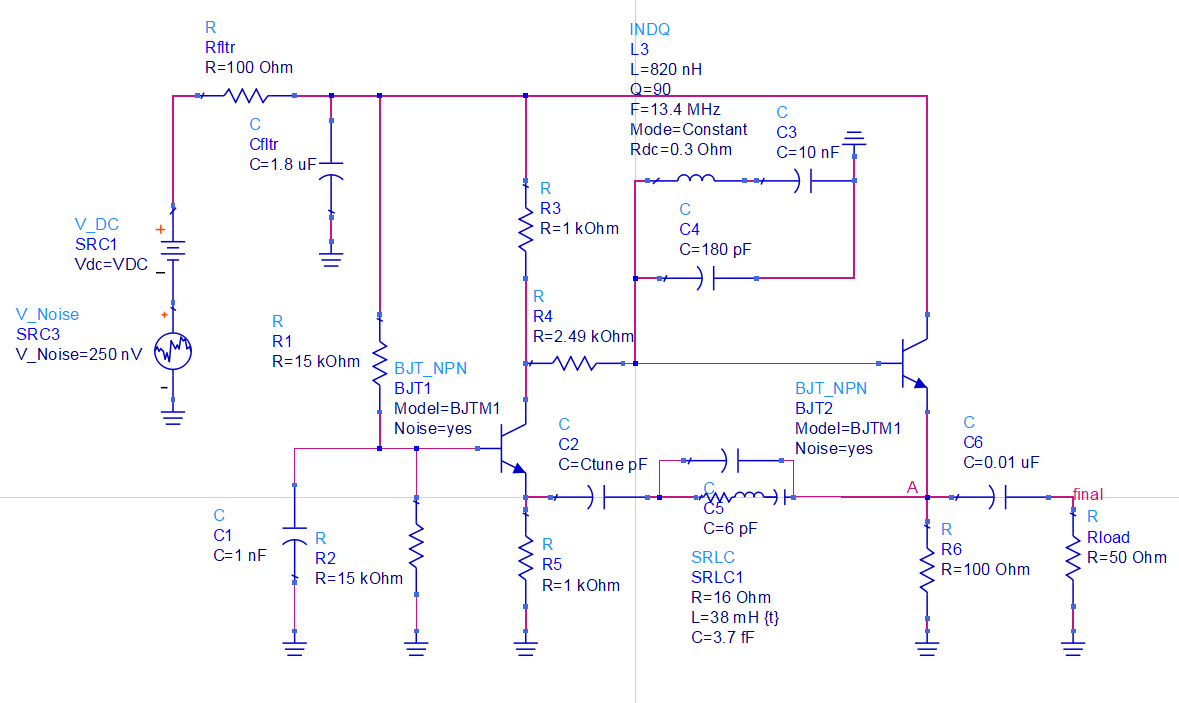 R
Rfltr
R=100 Ohm
INDQ
L3
L=820 nH
Q=90
F=13.4 MHz
Mode=Constant
Rdc=0.3 Ohm
C
C3
C=10 nF
C
Cfltr
C=1.8 uF
R
R3
R=1 kOhm
C
C4
C=180 pF
V_DC
SRC1
Vdc=VDC
+
−
V_Noise
SRC3
V_Noise=250 nV
+
−
R
R4
R=2.49 kOhm
R
R1
R=15 kOhm
BJT_NPN
BJT1
Model=BJTM1
Noise=yes
BJT_NPN
BJT2
Model=BJTM1
Noise=yes
C
C2
C=Ctune pF
C
C6
C=0.01 uF
A
final
C
C5
C=6 pF
C
C1
C=1 nF
R
R2
R=15 kOhm
R
R5
R=1 kOhm
SRLC
SRLC1
R=16 Ohm
L=38 mH {t}
C=3.7 fF
R
R6
R=100 Ohm
R
Rload
R=50 Ohm